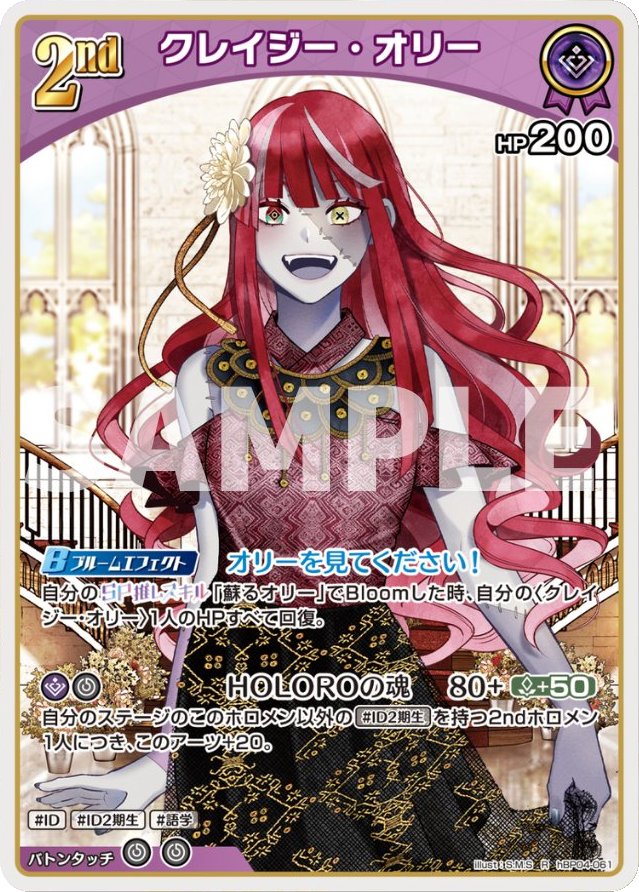 2nd
クレイジー・オリー
HP200
SAMPLE
Bブルームエフェクト オリーを見てください!
自分のSP推しスキル「蘇るオリー」でBloomした時、自分の〈クレイ
ジー・オリー〉1人のHPすべて回復。
HOLOROの魂 80+ +50
自分のステージのこのホロメン以外の #ID2期生 を持つ2ndホロメン
1人につき、このアーツ+20。
#ID #ID2期生 #語学
バトンタッチ
illust:S.M.S R hBP04-061